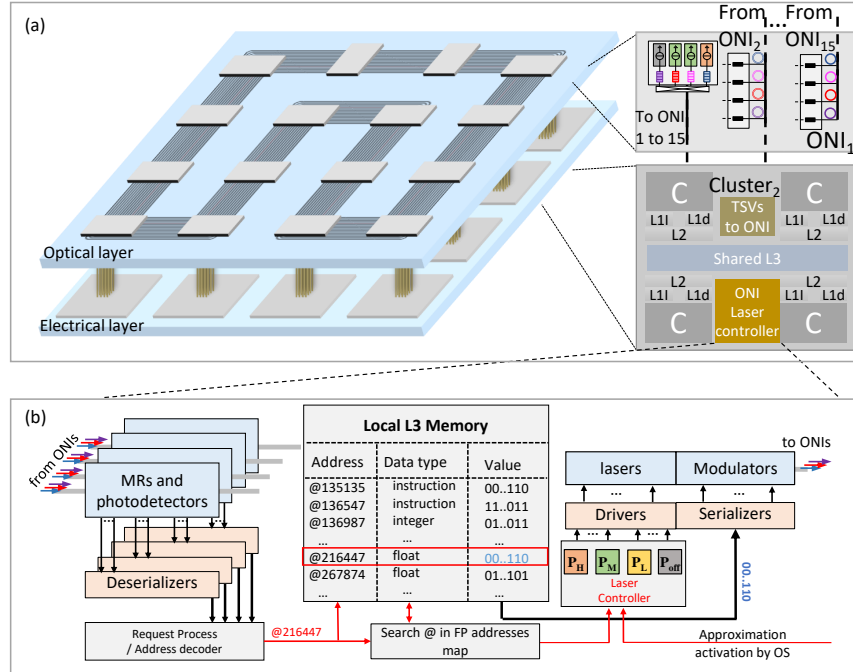 (a)
From ... From
ONI2 ONI15
To ONI
1 to 15
ONI1
Optical layer
Electrical layer
C Cluster2 C
TSVs
to ONI
L1I L1d L1I L1d
L2 L2
Shared L3
L2 L2
L1I L1d L1I L1d
C ONI
Laser
controller C
(b)
from ONIs
MRs and
photodetectors
...
...
Deserializers
Request Process
/ Address decoder
@216447
Local L3 Memory
Address Data type Value
@135135 instruction 00..110
@136547 instruction 11..011
@136987 integer 01..011
... ... ...
@216447 float 00..110
@267874 float 01..101
... ... ...
Search @ in FP addresses
map
to ONIs
lasers Modulators
... ...
Drivers Serializers
... ...
PH PM PL Poff
Laser
Controller
00..110
Approximation
activation by OS